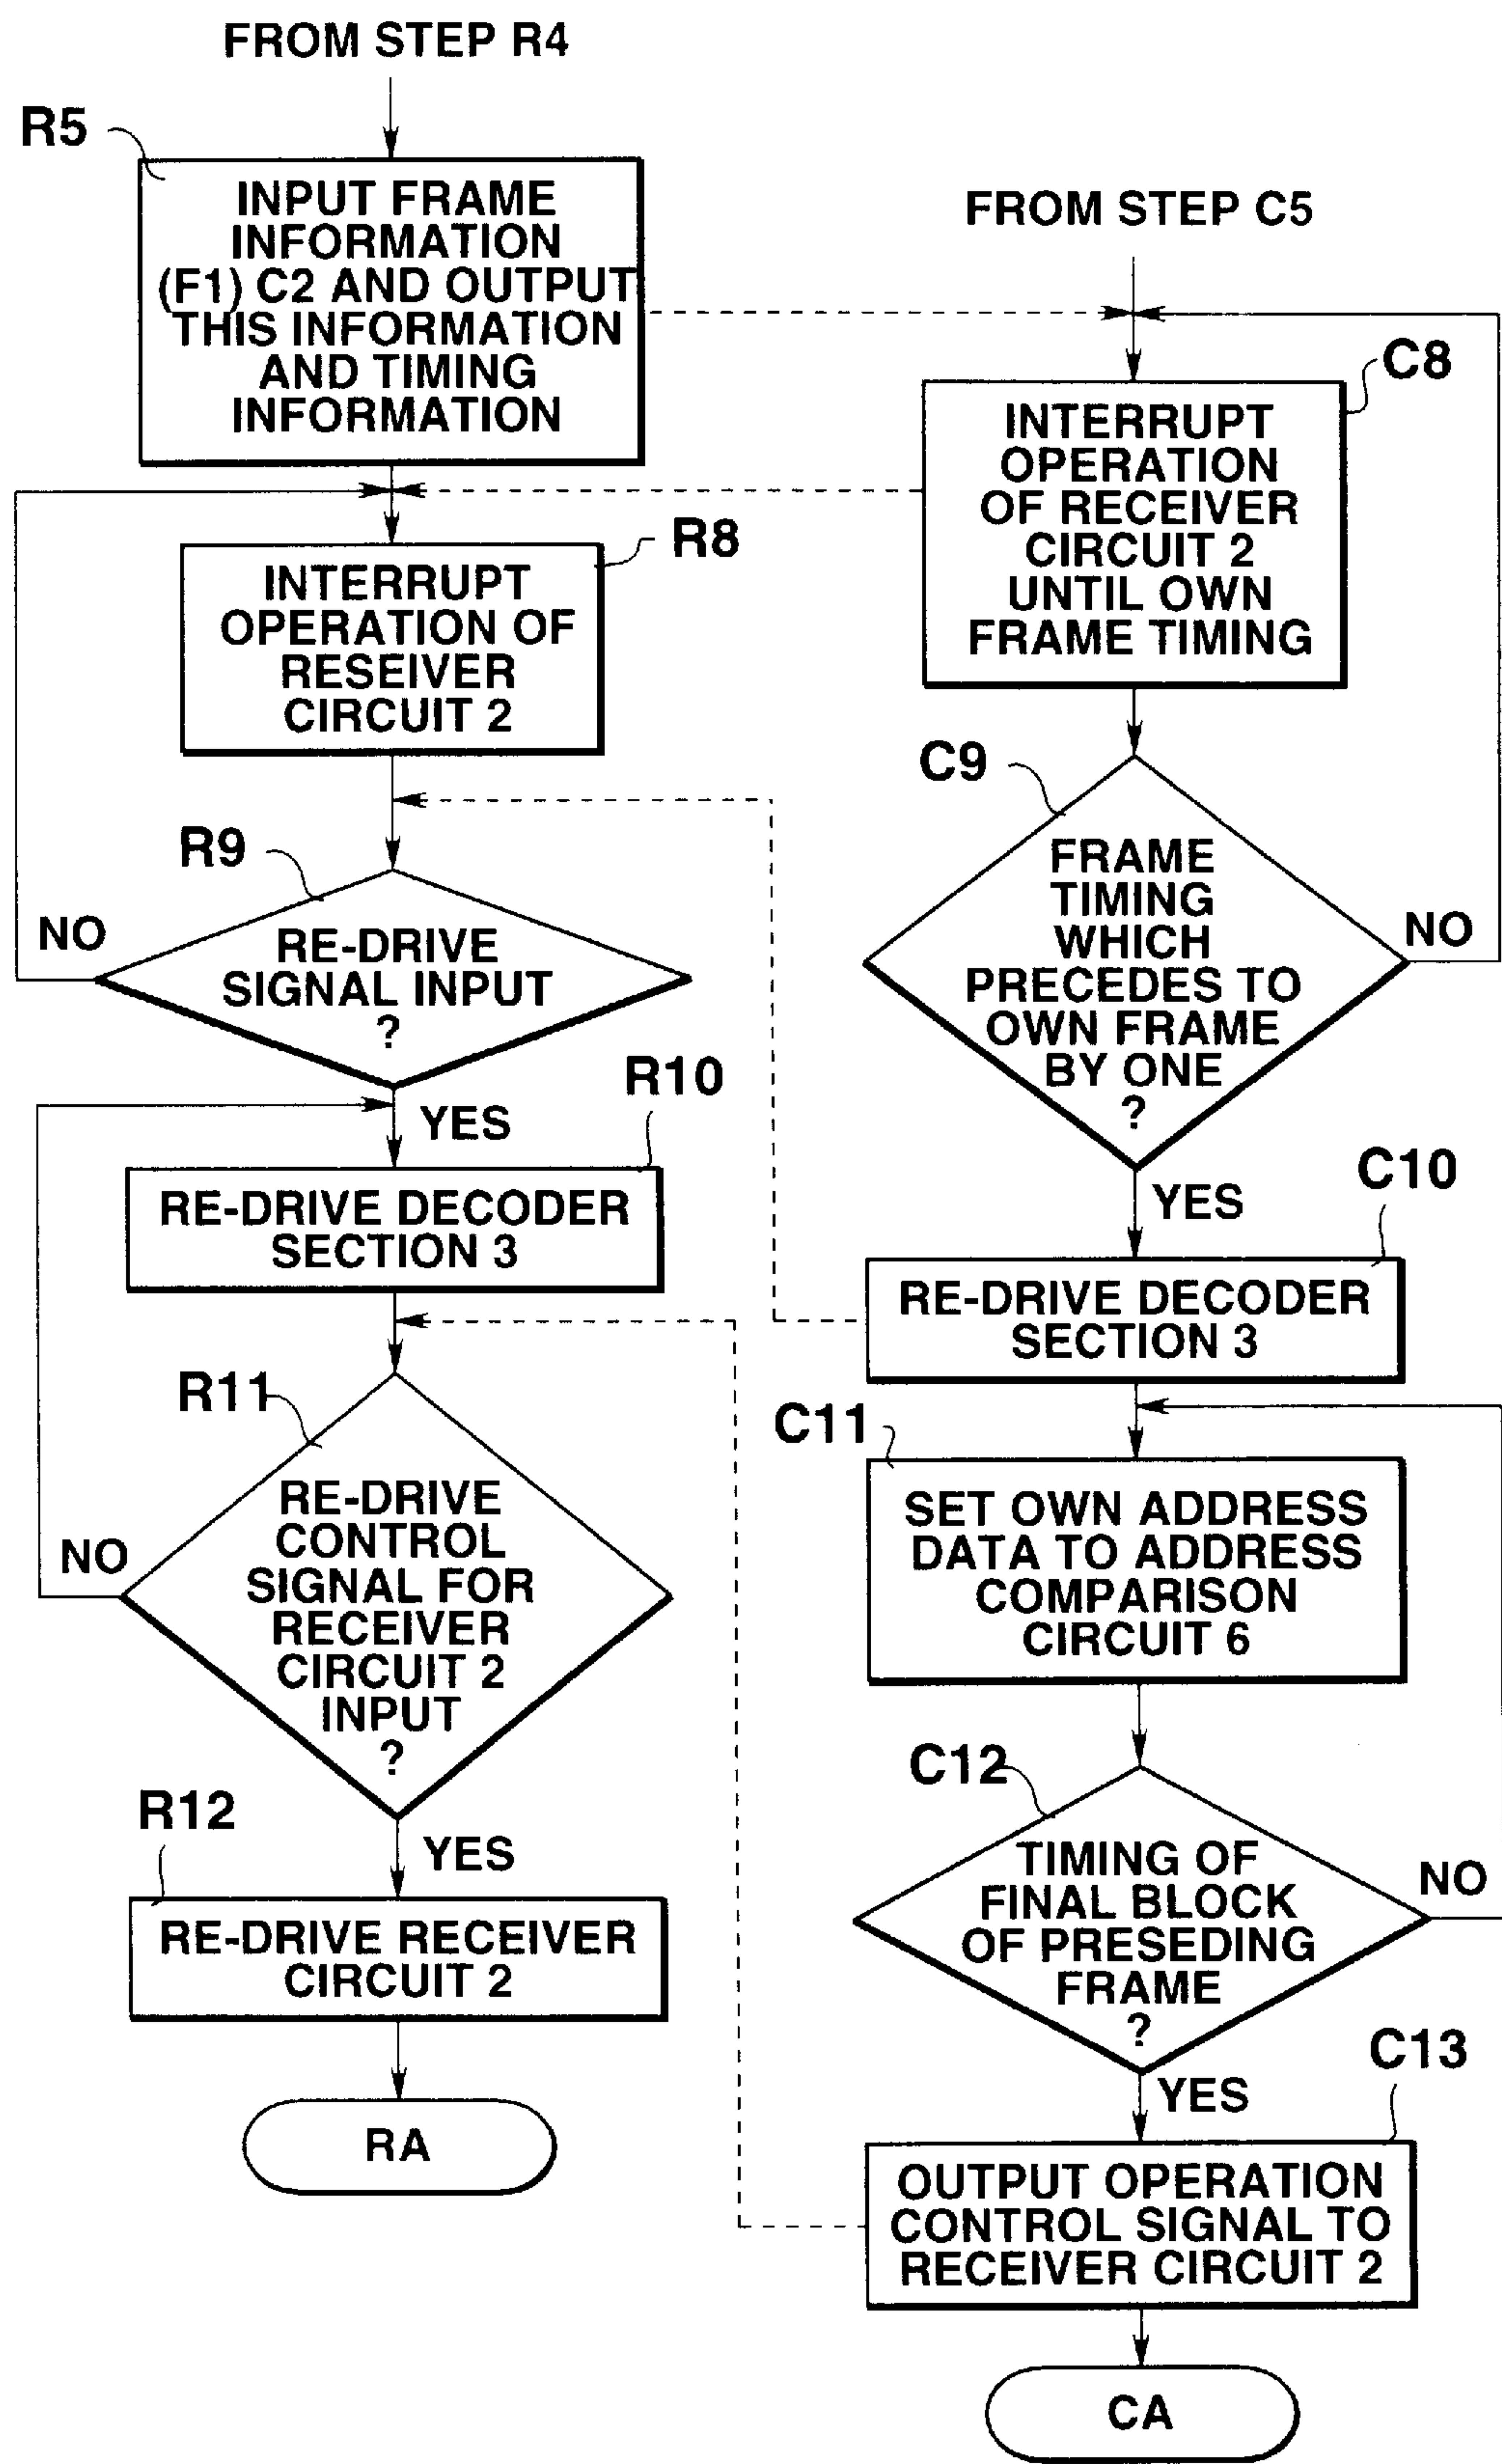 FROM STEP R4
R5
INPUT FRAME
INFORMATION
(F1) C2 AND OUTPUT
THIS INFORMATION
AND TIMING
INFORMATION
R8
INTERRUPT
OPERATION OF
RESEIVER
CIRCUIT 2
R9
NO
RE-DRIVE
SIGNAL INPUT
?
YES
R10
RE-DRIVE DECODER
SECTION 3
R11
NO
RE-DRIVE
CONTROL
SIGNAL FOR
RECEIVER
CIRCUIT 2
INPUT
?
YES
R12
RE-DRIVE RECEIVER
CIRCUIT 2
RA
FROM STEP C5
C8
INTERRUPT
OPERATION
OF RECEIVER
CIRCUIT 2
UNTIL OWN
FRAME TIMING
C9
FRAME
TIMING
WHICH
PRECEDES TO
OWN FRAME
BY ONE
?
NO
YES
C10
RE-DRIVE DECODER
SECTION 3
C11
SET OWN ADDRESS
DATA TO ADDRESS
COMPARISON
CIRCUIT 6
C12
TIMING OF
FINAL BLOCK
OF PRESEDING
FRAME
?
NO
YES
C13
OUTPUT OPERATION
CONTROL SIGNAL TO
RECEIVER CIRCUIT 2
CA